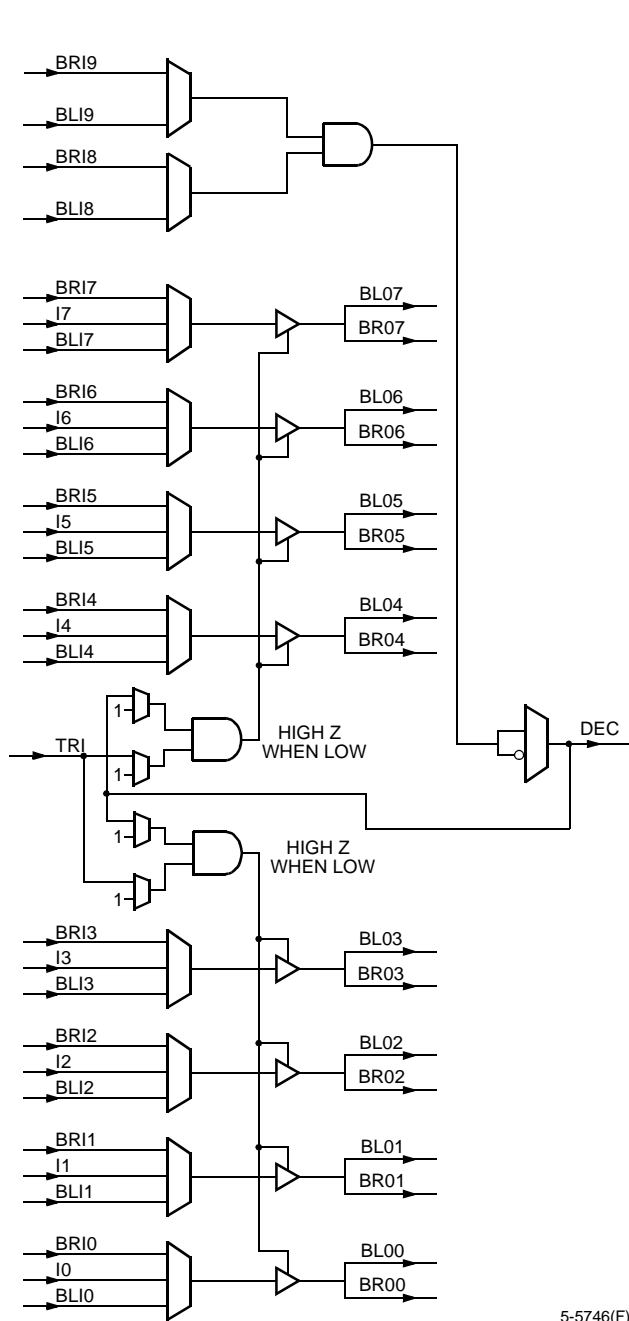 BRI9
BLI9
BRI8
BLI8
BRI7
I7
BLI7
BL07
BR07
BRI6
I6
BLI6
BL06
BR06
BRI5
I5
BLI5
BL05
BR05
BRI4
I4
BLI4
BL04
BR04
1
TRI
1
HIGH Z
WHEN LOW
DEC
1
1
HIGH Z
WHEN LOW
BRI3
I3
BLI3
BL03
BR03
BRI2
I2
BLI2
BL02
BR02
BRI1
I1
BLI1
BL01
BR01
BRI0
I0
BLI0
BL00
BR00
5-5746(F)